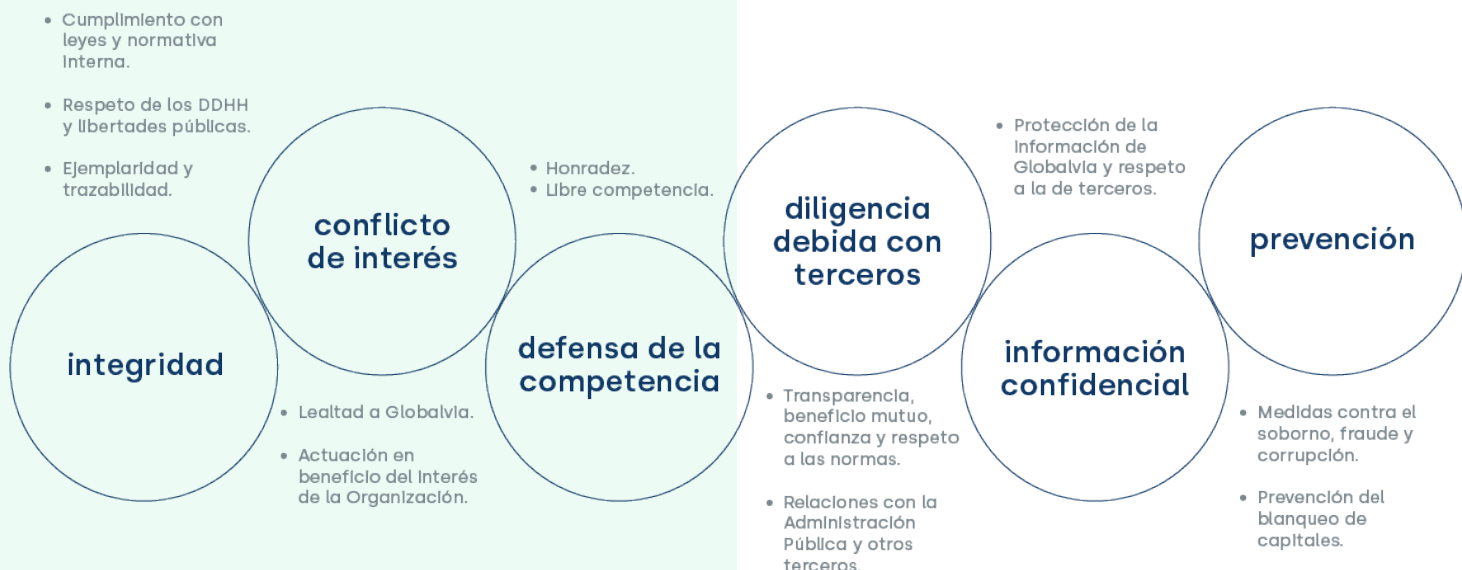 • Cumplimiento con
leyes y normativa
Interna.
• Respeto de los DDHH
y libertades públicas.
• Ejemplaridad y
trazabilidad.
integridad
conflicto
de interés
• Lealtad a Globalvia.
• Actuación en
beneficio del Interés
de la Organización.
• Honradez.
• Libre competencia.
defensa de la
competencia
diligencia
debida con
terceros
• Transparencia,
beneficio mutuo,
confianza y respeto
a las normas.
• Relaciones con la
Administración
Pública y otros
terceros.
• Protección de la
Información de
Globalvia y respeto
a la de terceros.
información
confidencial
prevención
• Medidas contra el
soborno, fraude y
corrupción.
• Prevención del
blanqueo de
capitales.